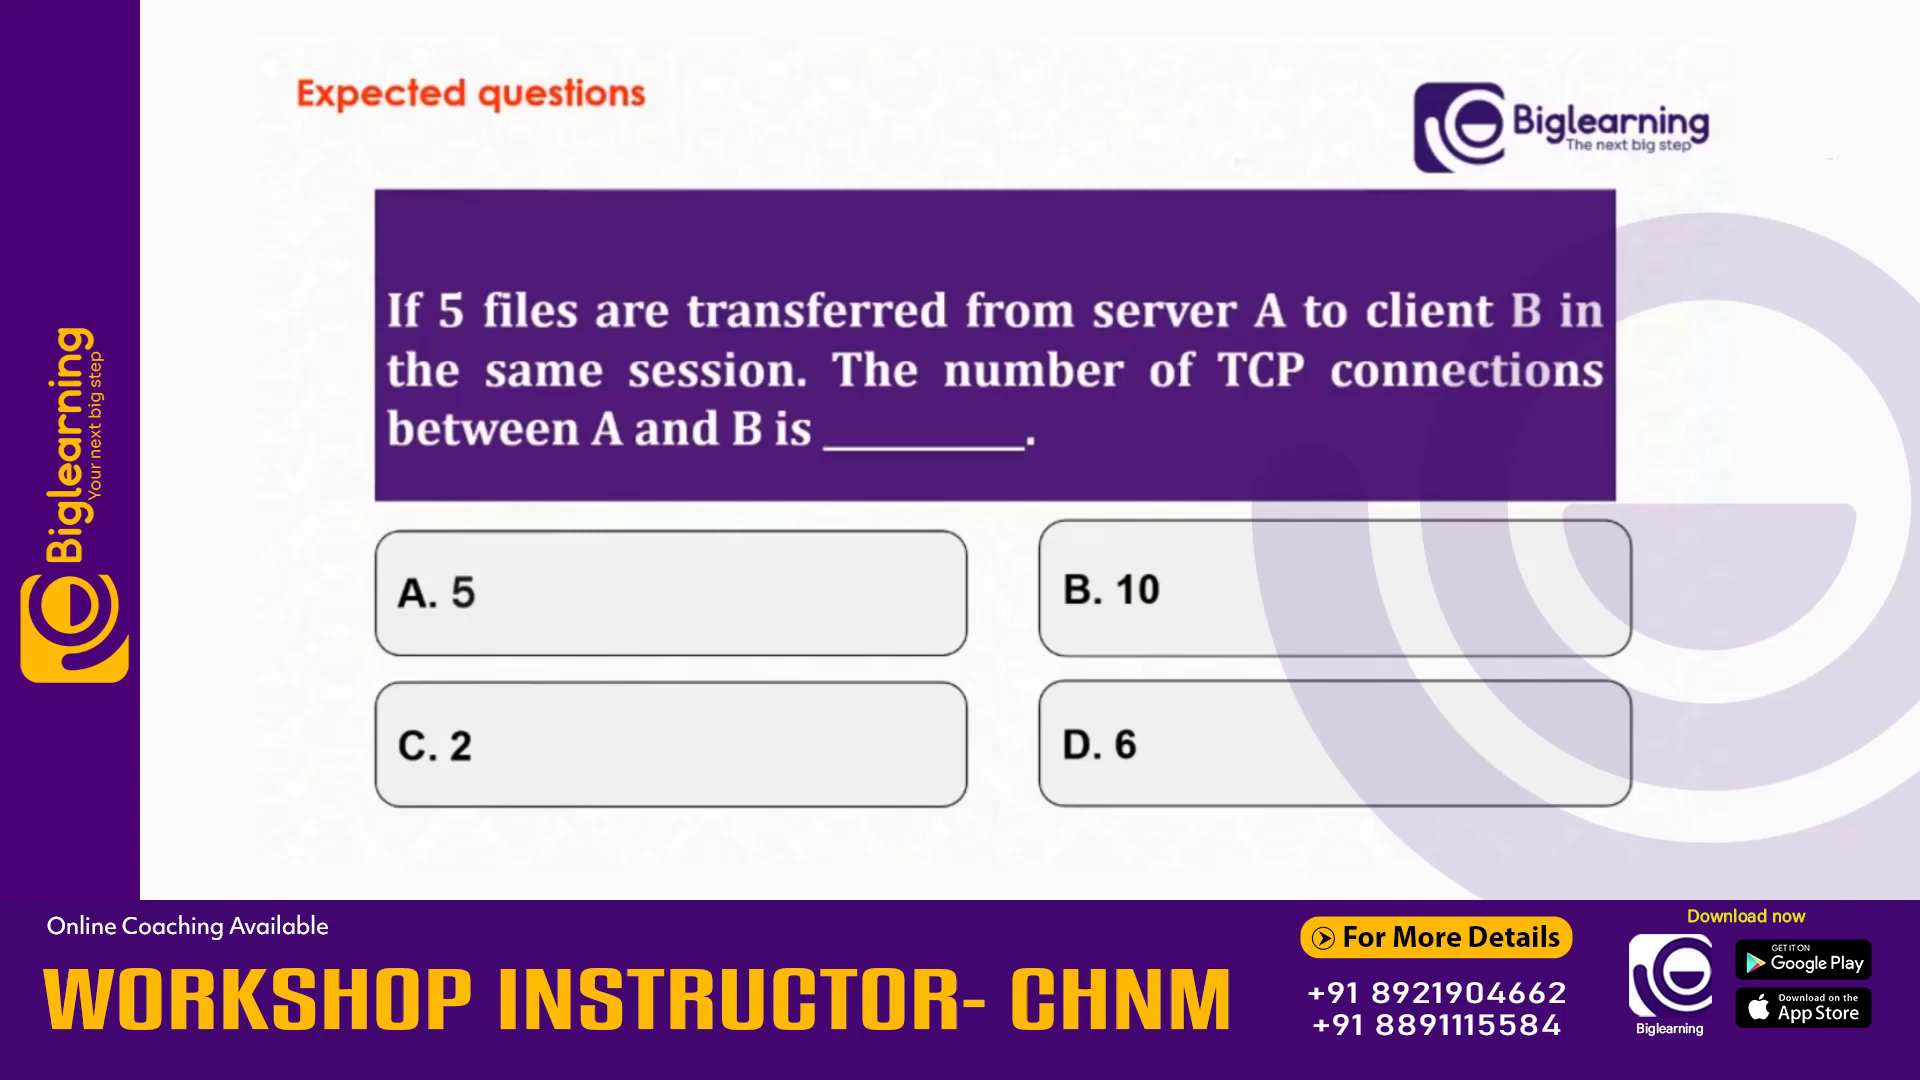 Expected questions
Biglearning
The next big step
If 5 files are transferred from server A to client B in
the same session. The number of TCP connections
between A and B is __________.
A. 5
B. 10
C. 2
D. 6
Biglearning
Your next big step
Online Coaching Available
WORKSHOP INSTRUCTOR- CHNM
For More Details
+91 8921904662
+91 8891115584
Download now
Biglearning
GET IT ON
Google Play
Download on the
App Store